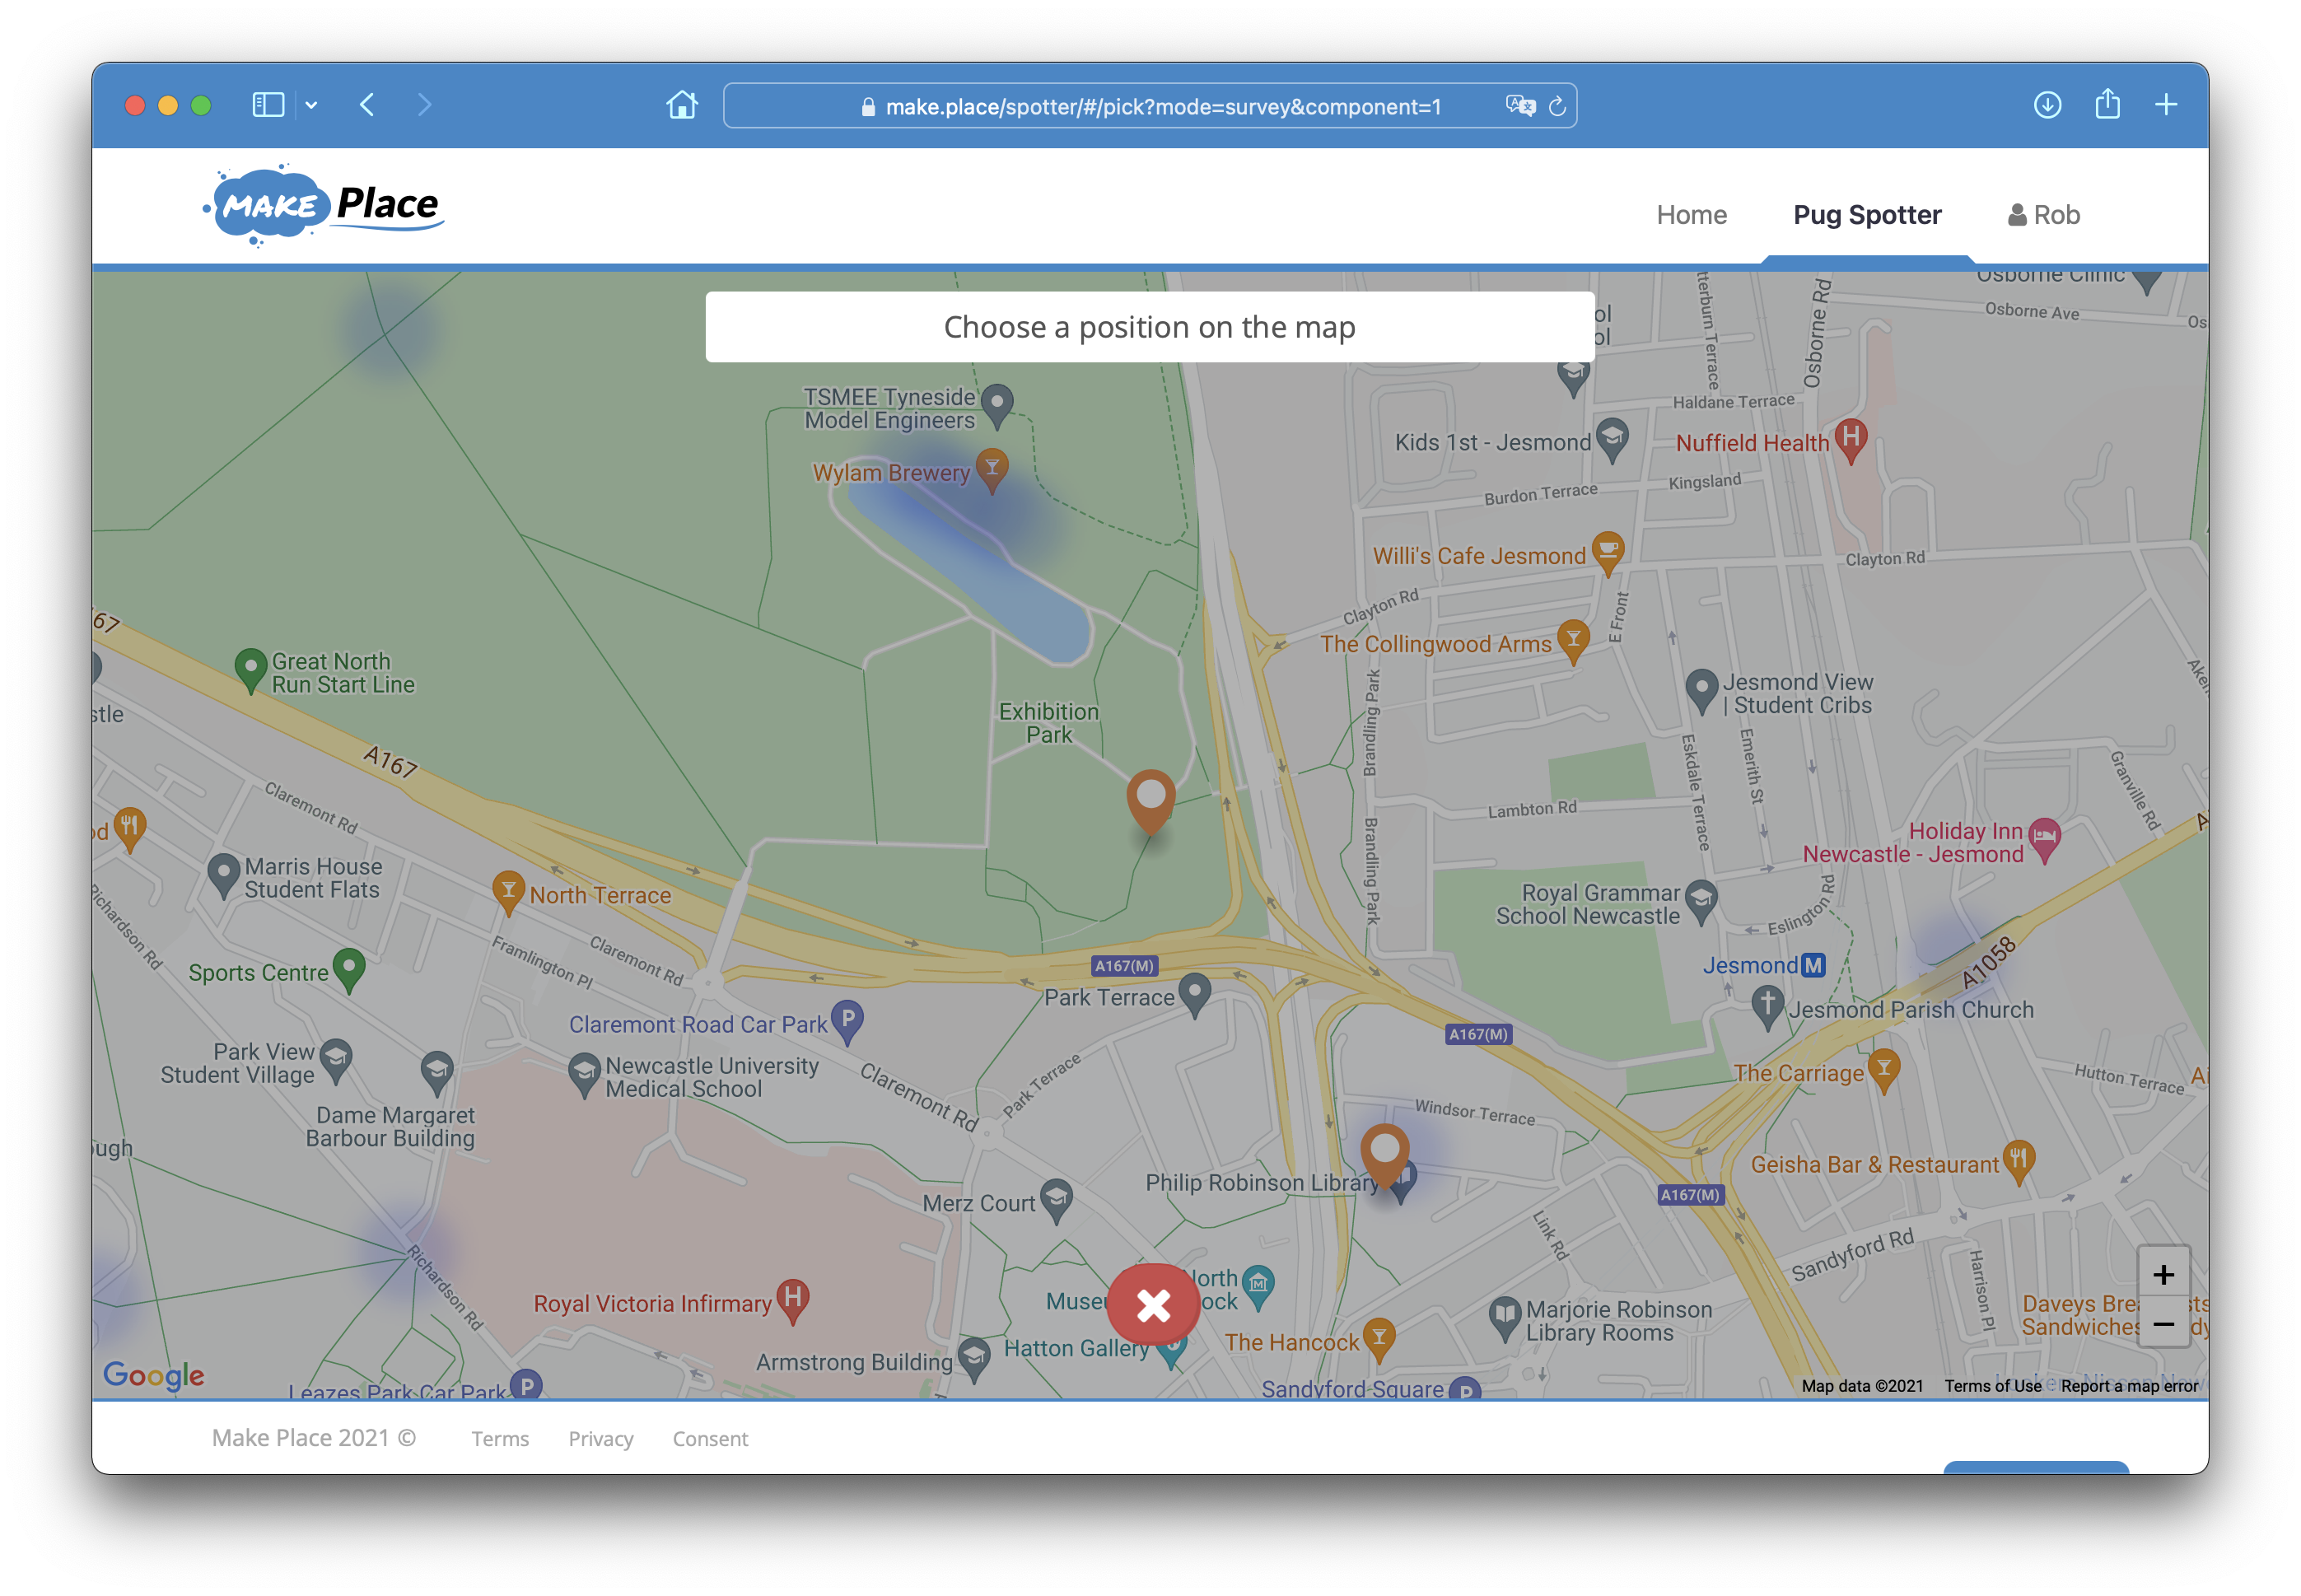 make.place/spotter/#/pick?mode=survey&component=1
MAKE Place
Home
Pug Spotter
Rob
Choose a position on the map
Osborne Clinic
Osborne Ave
Osborne Rd
TSMEE Tyneside
Model Engineers
Wylam Brewery
Haldane Terrace
Kids 1st - Jesmond
Nuffield Health
Burdon Terrace
Kingsland
Willi's Cafe Jesmond
Clayton Rd
Clayton Rd
E Front
The Collingwood Arms
Great North
Run Start Line
Exhibition
Park
Jesmond View
| Student Cribs
Brandling Park
Eskdale Terrace
Emerith St
Granville Rd
A167
Claremont Rd
Lambton Rd
Holiday Inn
Newcastle - Jesmond
Marris House
Student Flats
North Terrace
Brandling Park
Royal Grammar
School Newcastle
Eslington Rd
Richardson Rd
Framlington Pl
Claremont Rd
Sports Centre
A167(M)
Jesmond
M
A1058
Park Terrace
Jesmond Parish Church
Claremont Road Car Park
P
A167(M)
Park View
Student Village
Newcastle University
Medical School
The Carriage
Hutton Terrace
Claremont Rd
Park Terrace
Dame Margaret
Barbour Building
Windsor Terrace
Philip Robinson Library
Geisha Bar & Restaurant
A167(M)
Merz Court
Link Rd
Sandyford Rd
Richardson Rd
Harrison Pl
Royal Victoria Infirmary
H
Marjorie Robinson
Library Rooms
The Hancock
Hatton Gallery
Armstrong Building
Leazes Park Car Park
P
Sandyford Square
P
+
−
Google
Map data ©2021
Terms of Use
Report a map error
Make Place 2021 ©
Terms
Privacy
Consent